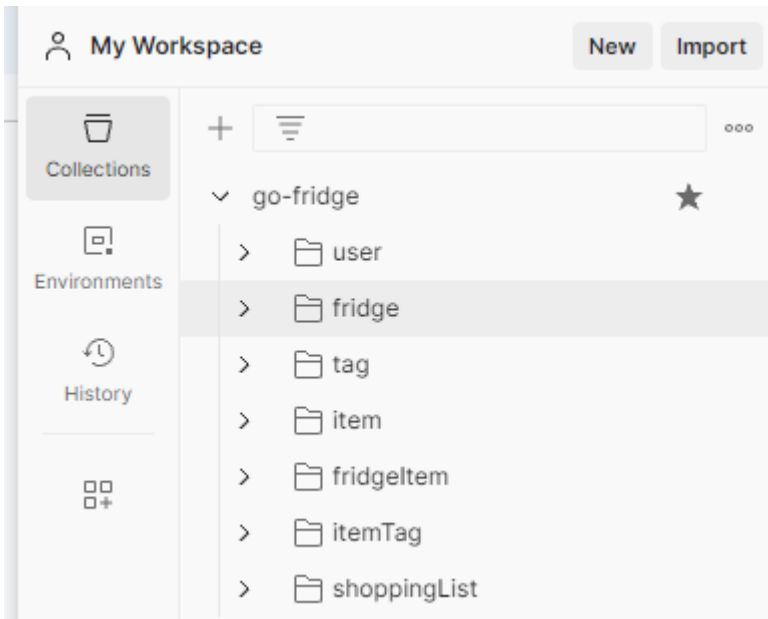 My Workspace
New
Import
Collections
Environments
History
go-fridge
user
fridge
tag
item
fridgeItem
itemTag
shoppingList